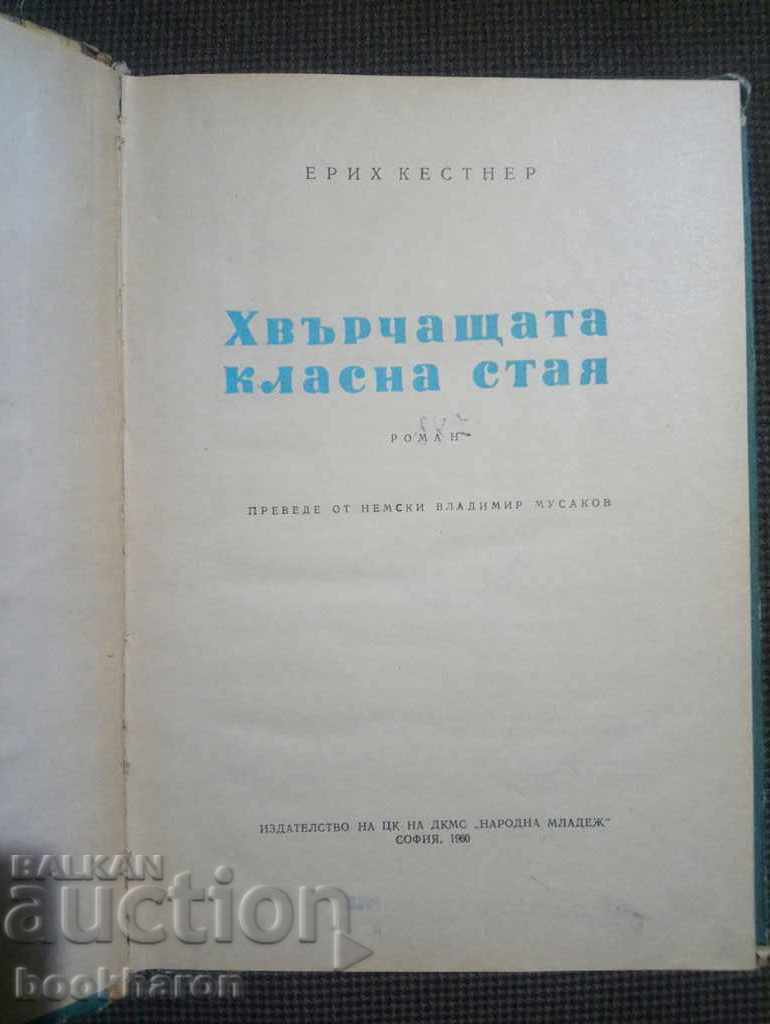 ЕРИХ КЕСТНЕР
ХВЪРЧАЩАТА
КЛАСНА СТАЯ
РОМАН
ПРЕВЕДЕ ОТ НЕМСКИ ВЛАДИМИР МУСАКОВ
ИЗДАТЕЛСТВО НА ЦК НА ДКМС „НАРОДНА МЛАДЕЖ“
СОФИЯ, 1960
BALKAN
auction
bookharon